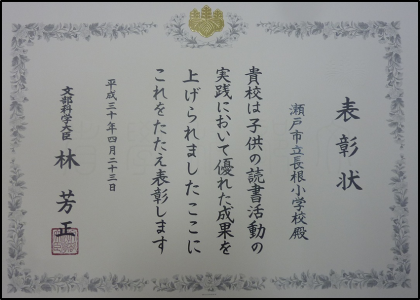 表彰状
瀬戸市立長根小学校殿
貴校は子供の読書活動の
実践において優れた成果を
上げられましたここに
これをたたえ表彰します
平成三十年四月二十三日
文部科学大臣
林芳正